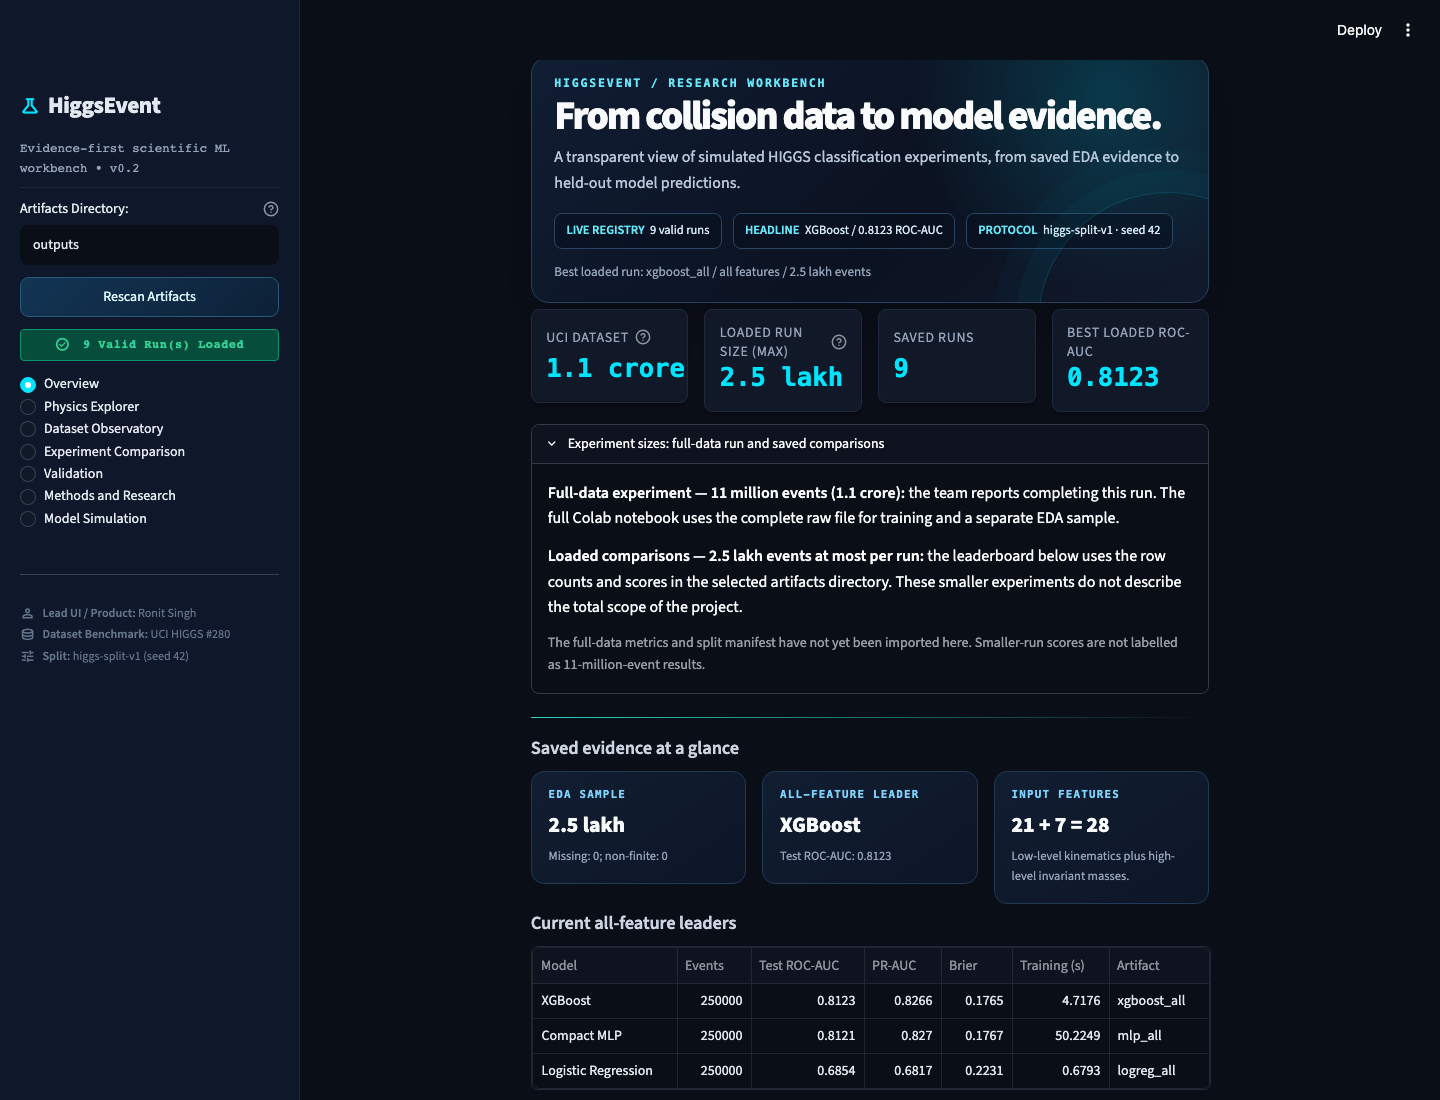 Deploy
HiggsEvent
Evidence-first scientific ML
workbench • v0.2
Artifacts Directory:
outputs
Rescan Artifacts
9 Valid Run(s) Loaded
Overview
Physics Explorer
Dataset Observatory
Experiment Comparison
Validation
Methods and Research
Model Simulation
Lead UI / Product: Ronit Singh
Dataset Benchmark: UCI HIGGS #280
Split: higgs-split-v1 (seed 42)
HIGGSEVENT / RESEARCH WORKBENCH
From collision data to model evidence.
A transparent view of simulated HIGGS classification experiments, from saved EDA evidence to
held-out model predictions.
LIVE REGISTRY 9 valid runs
HEADLINE XGBoost / 0.8123 ROC-AUC
PROTOCOL higgs-split-v1 · seed 42
Best loaded run: xgboost_all / all features / 2.5 lakh events
UCI DATASET
1.1 crore
LOADED RUN
SIZE (MAX)
2.5 lakh
SAVED RUNS
9
BEST LOADED ROC-
AUC
0.8123
Experiment sizes: full-data run and saved comparisons
Full-data experiment — 11 million events (1.1 crore): the team reports completing this run. The
full Colab notebook uses the complete raw file for training and a separate EDA sample.
Loaded comparisons — 2.5 lakh events at most per run: the leaderboard below uses the row
counts and scores in the selected artifacts directory. These smaller experiments do not describe
the total scope of the project.
The full-data metrics and split manifest have not yet been imported here. Smaller-run scores are not labelled
as 11-million-event results.
Saved evidence at a glance
EDA SAMPLE
2.5 lakh
Missing: 0; non-finite: 0
ALL-FEATURE LEADER
XGBoost
Test ROC-AUC: 0.8123
INPUT FEATURES
21 + 7 = 28
Low-level kinematics plus high-
level invariant masses.
Current all-feature leaders
Model Events Test ROC-AUC PR-AUC Brier Training (s) Artifact
XGBoost 250000 0.8123 0.8266 0.1765 4.7176 xgboost_all
Compact MLP 250000 0.8121 0.827 0.1767 50.2249 mlp_all
Logistic Regression 250000 0.6854 0.6817 0.2231 0.6793 logreg_all